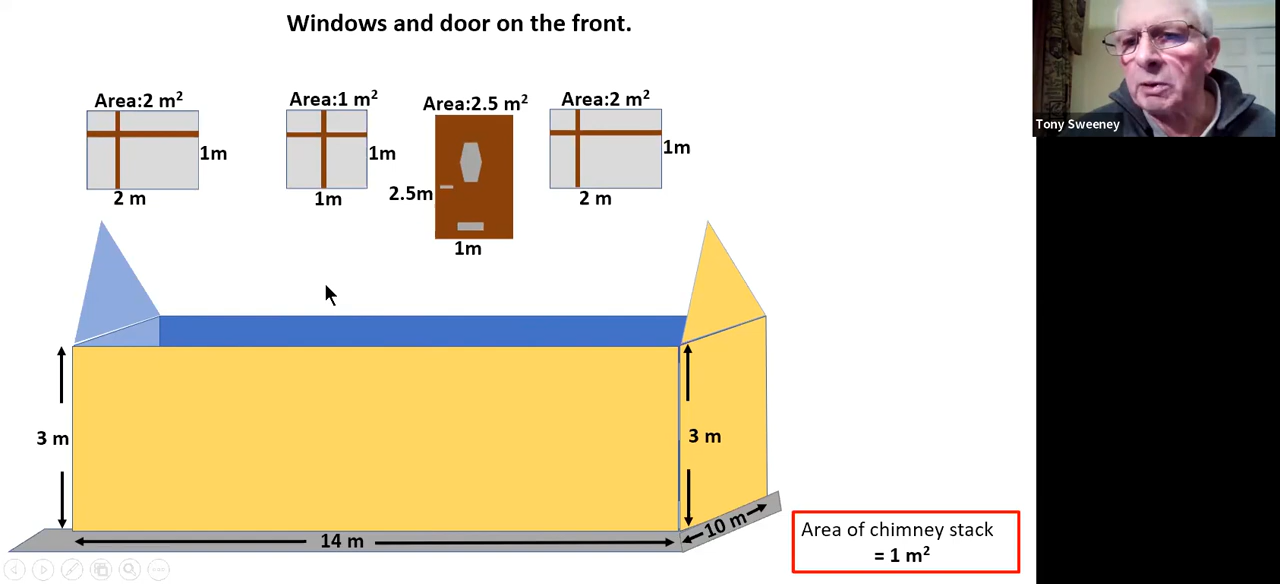 Windows and door on the front.
Area:2 m²
Area:1 m²
Area:2.5 m²
Area:2 m²
1m
1m
2.5m
1m
2 m
1m
1m
2 m
3 m
3 m
14 m
10 m
Area of chimney stack
= 1 m²
Tony Sweeney